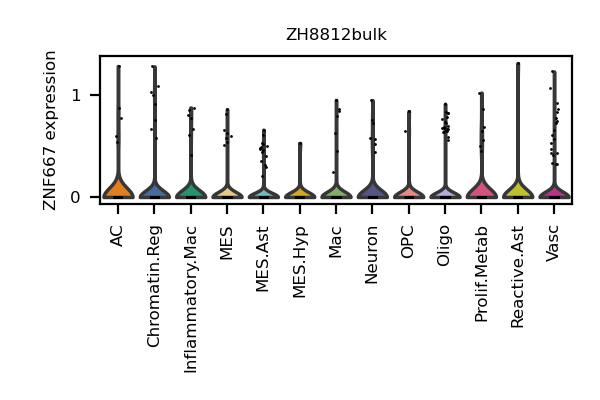 ZH8812bulk
ZNF667 expression
1
0
AC
Chromatin.Reg
Inflammatory.Mac
MES
MES.Ast
MES.Hyp
Mac
Neuron
OPC
Oligo
Prolif.Metab
Reactive.Ast
Vasc